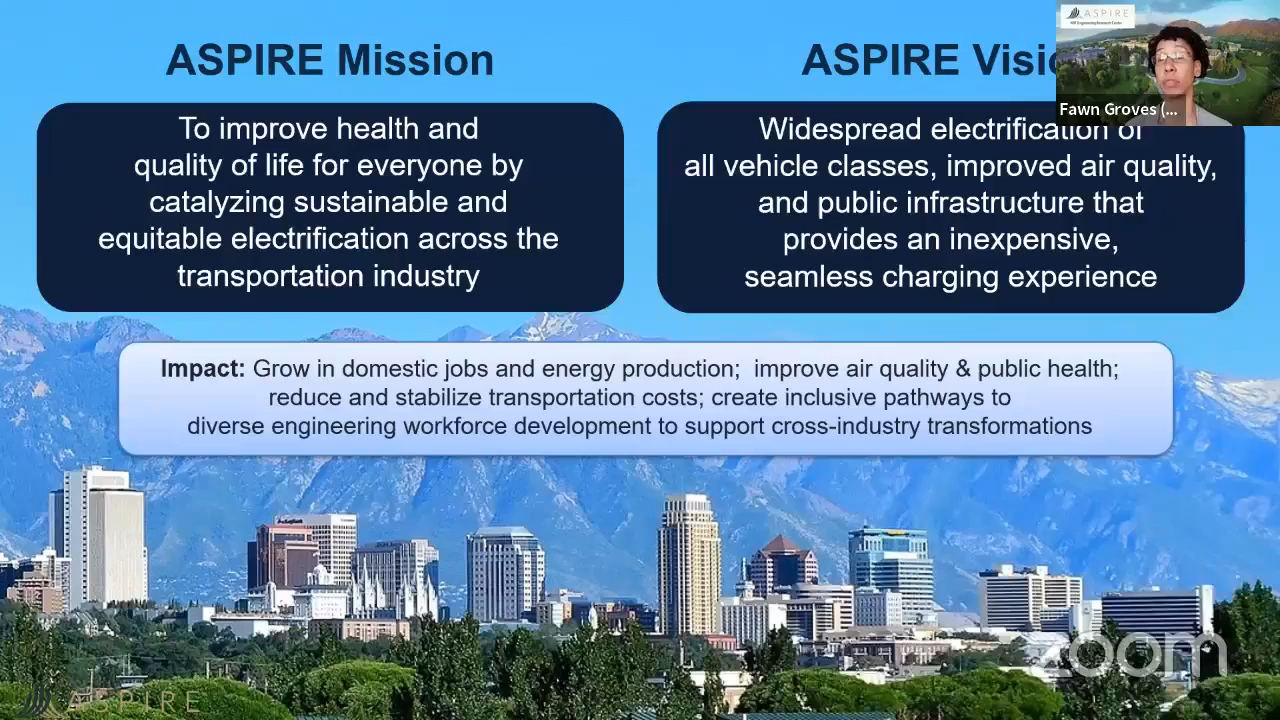 ASPIRE Mission
To improve health and
quality of life for everyone by
catalyzing sustainable and
equitable electrification across the
transportation industry
ASPIRE Visio
Widespread electrification of
all vehicle classes, improved air quality,
and public infrastructure that
provides an inexpensive,
seamless charging experience
ASPIRE
Fawn Groves (...
Impact: Grow in domestic jobs and energy production;  improve air quality & public health;
reduce and stabilize transportation costs; create inclusive pathways to
diverse engineering workforce development to support cross-industry transformations
zoom
ASPIRE